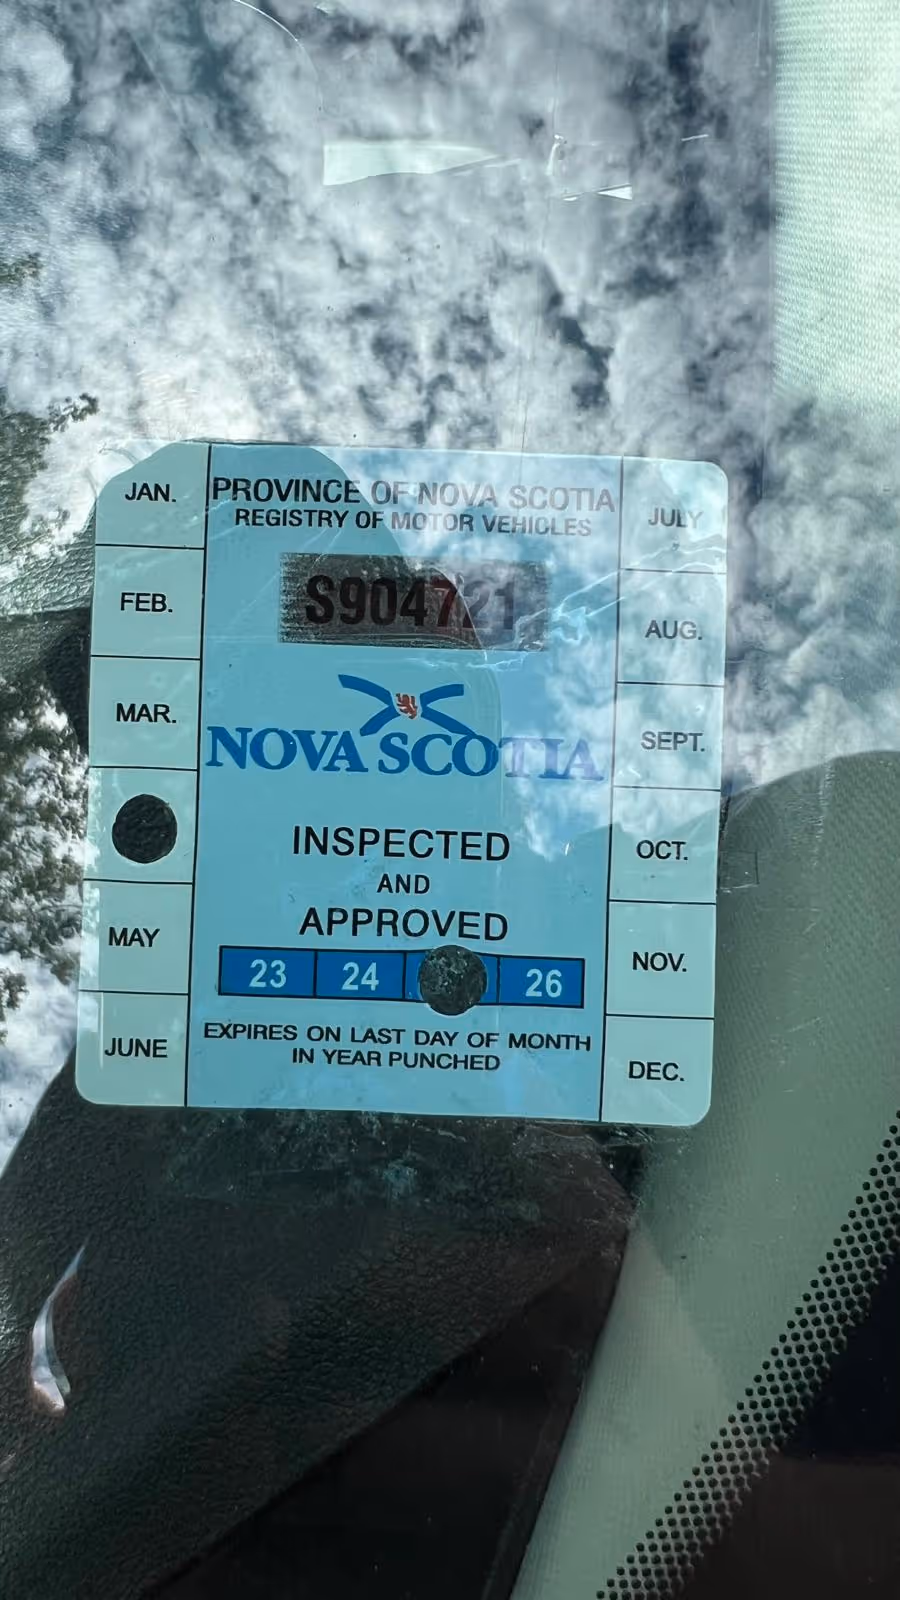 PROVINCE OF NOVA SCOTIA
REGISTRY OF MOTOR VEHICLES
S904721
NOVA SCOTIA
INSPECTED
AND
APPROVED
23 24 26
EXPIRES ON LAST DAY OF MONTH
IN YEAR PUNCHED
JAN.
FEB.
MAR.
MAY
JUNE
JULY
AUG.
SEPT.
OCT.
NOV.
DEC.